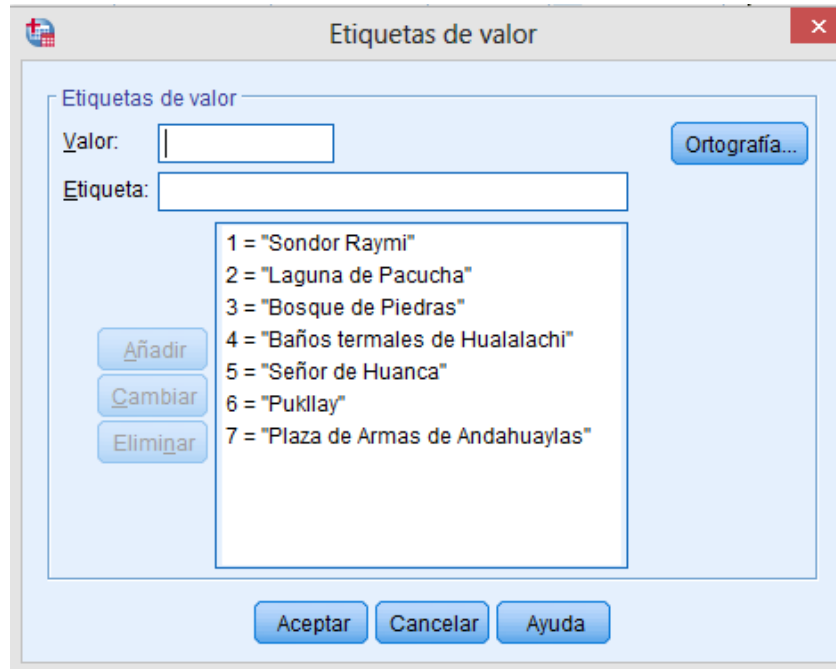 Etiquetas de valor
Etiquetas de valor
Valor:
Ortografía...
Etiqueta:
1 = "Sondor Raymi"
2 = "Laguna de Pacucha"
3 = "Bosque de Piedras"
4 = "Baños termales de Hualalachi"
5 = "Señor de Huanca"
6 = "Pukllay"
7 = "Plaza de Armas de Andahuaylas"
Añadir
Cambiar
Eliminar
Aceptar Cancelar Ayuda